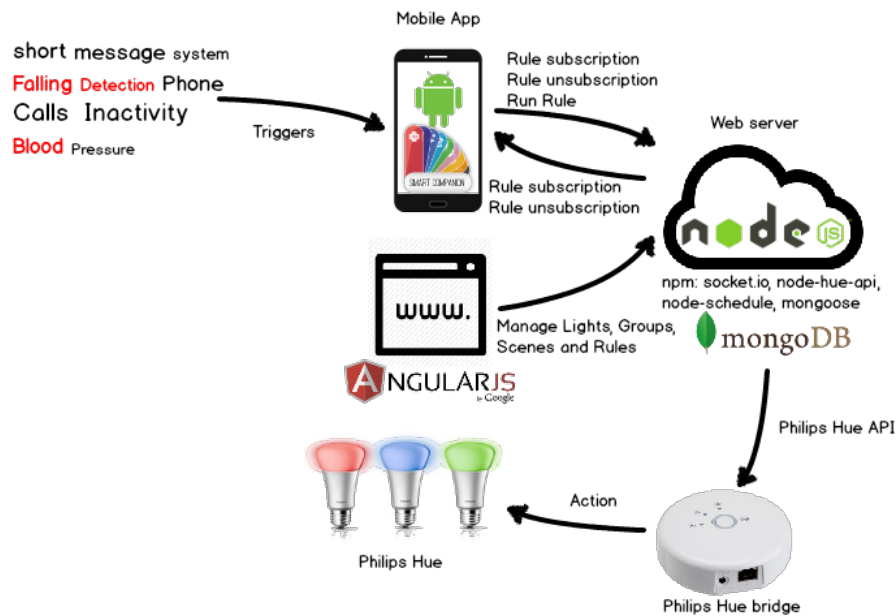 Mobile App
short message system
Falling Detection Phone
Calls Inactivity
Blood Pressure
Triggers
SMART COMPANION
Rule subscription
Rule unsubscription
Run Rule
Rule subscription
Rule unsubscription
Web server
node JS
npm: socket.io, node-hue-api,
node-schedule, mongoose
mongoDB
www.
Manage Lights, Groups,
Scenes and Rules
ANGULARJS
by Google
Philips Hue API
Action
Philips Hue
Philips Hue bridge